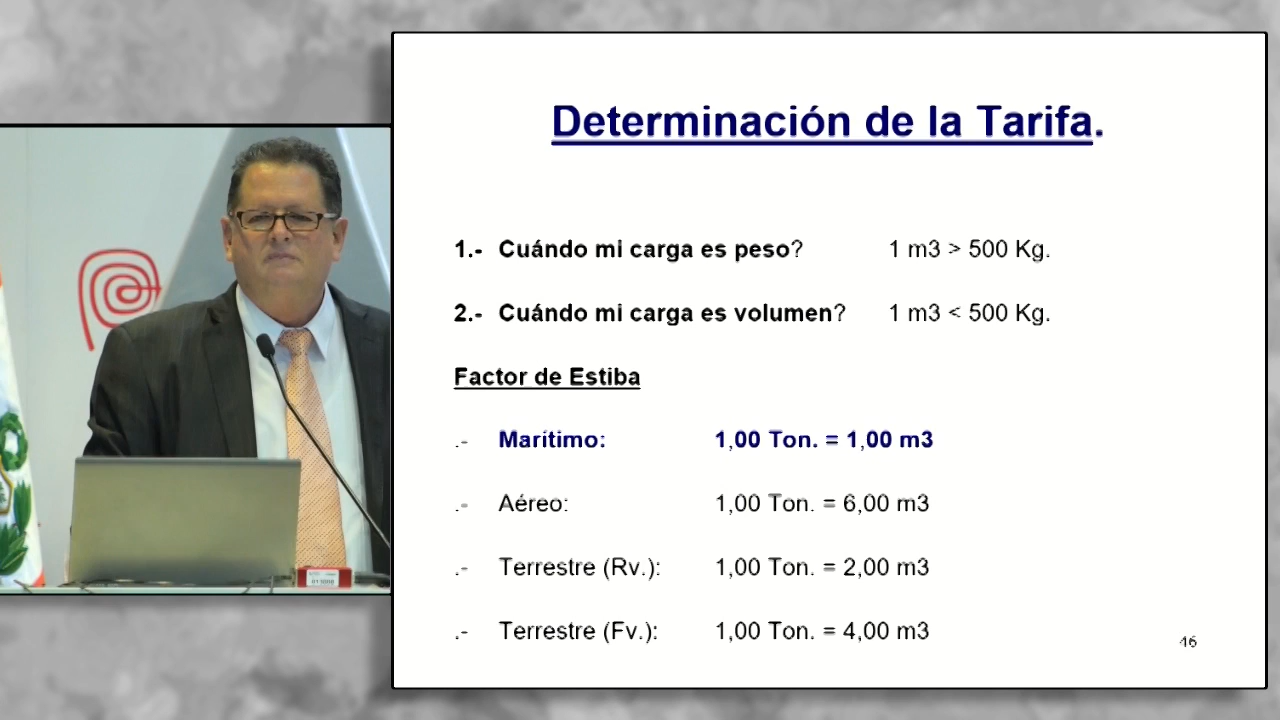 Determinación de la Tarifa.
1.- Cuándo mi carga es peso? 1 m3 > 500 Kg.
2.- Cuándo mi carga es volumen? 1 m3 < 500 Kg.
Factor de Estiba
.- Marítimo: 1,00 Ton. = 1,00 m3
.- Aéreo: 1,00 Ton. = 6,00 m3
.- Terrestre (Rv.): 1,00 Ton. = 2,00 m3
.- Terrestre (Fv.): 1,00 Ton. = 4,00 m3
46